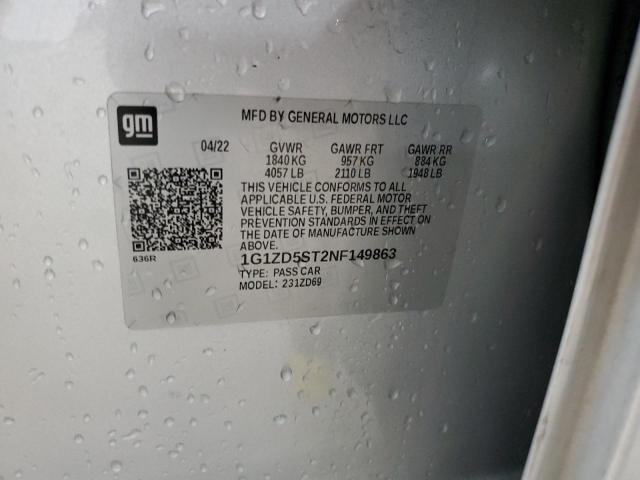 gm
MFD BY GENERAL MOTORS LLC
04/22 GVWR GAWR FRT GAWR RR
1840 KG 957 KG 884 KG
4057 LB 2110 LB 1948 LB
THIS VEHICLE CONFORMS TO ALL
APPLICABLE U.S. FEDERAL MOTOR
VEHICLE SAFETY, BUMPER, AND THEFT
PREVENTION STANDARDS IN EFFECT ON
THE DATE OF MANUFACTURE SHOWN
ABOVE.
636R
1G1ZD5ST2NF149863
TYPE: PASS CAR
MODEL: 231ZD69